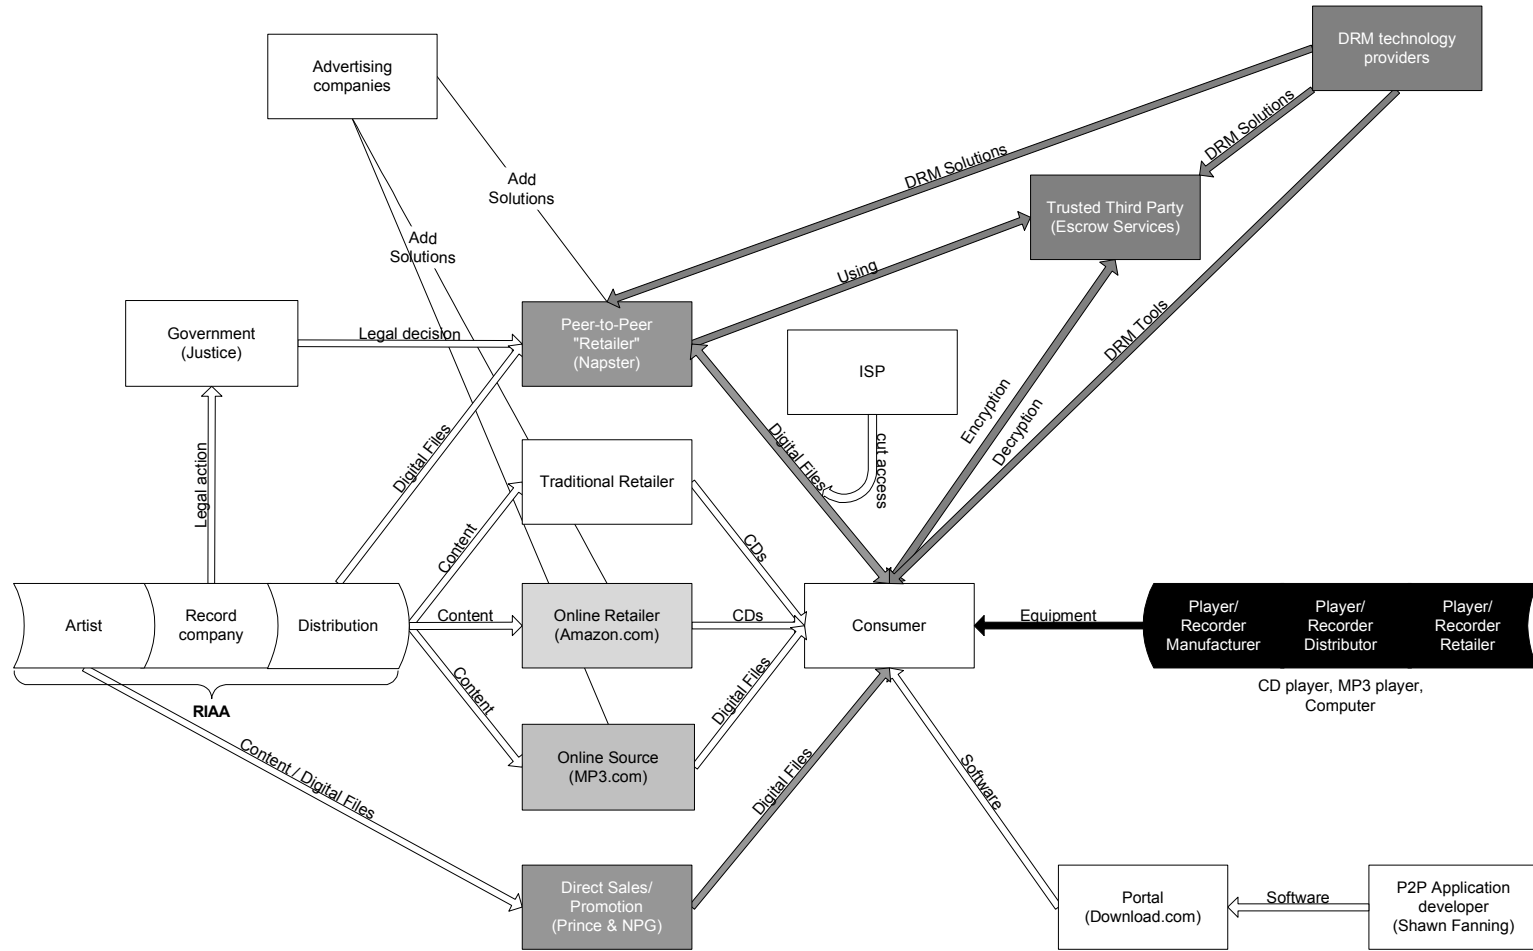 DRM technology
providers
Advertising
companies
DRM Solutions
DRM Solutions
Add
Solutions
Trusted Third Party
(Escrow Services)
Add
Solutions
Using
Government
(Justice)
Legal decision
Peer-to-Peer
"Retailer"
(Napster)
DRM Tools
ISP
Encryption
Decryption
Digital Files
Digital Files
cut access
Legal action
Traditional Retailer
Content
CDs
Artist
Record
company
Distribution
Content
Online Retailer
(Amazon.com)
CDs
Consumer
Equipment
Player/
Recorder
Manufacturer
Player/
Recorder
Distributor
Player/
Recorder
Retailer
CD player, MP3 player,
Computer
RIAA
Content
Digital Files
Online Source
(MP3.com)
Content / Digital Files
Digital Files
Software
Direct Sales/
Promotion
(Prince & NPG)
Portal
(Download.com)
Software
P2P Application
developer
(Shawn Fanning)